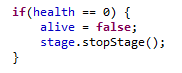 if(health == 0) {
    alive = false;
    stage.stopStage();
}